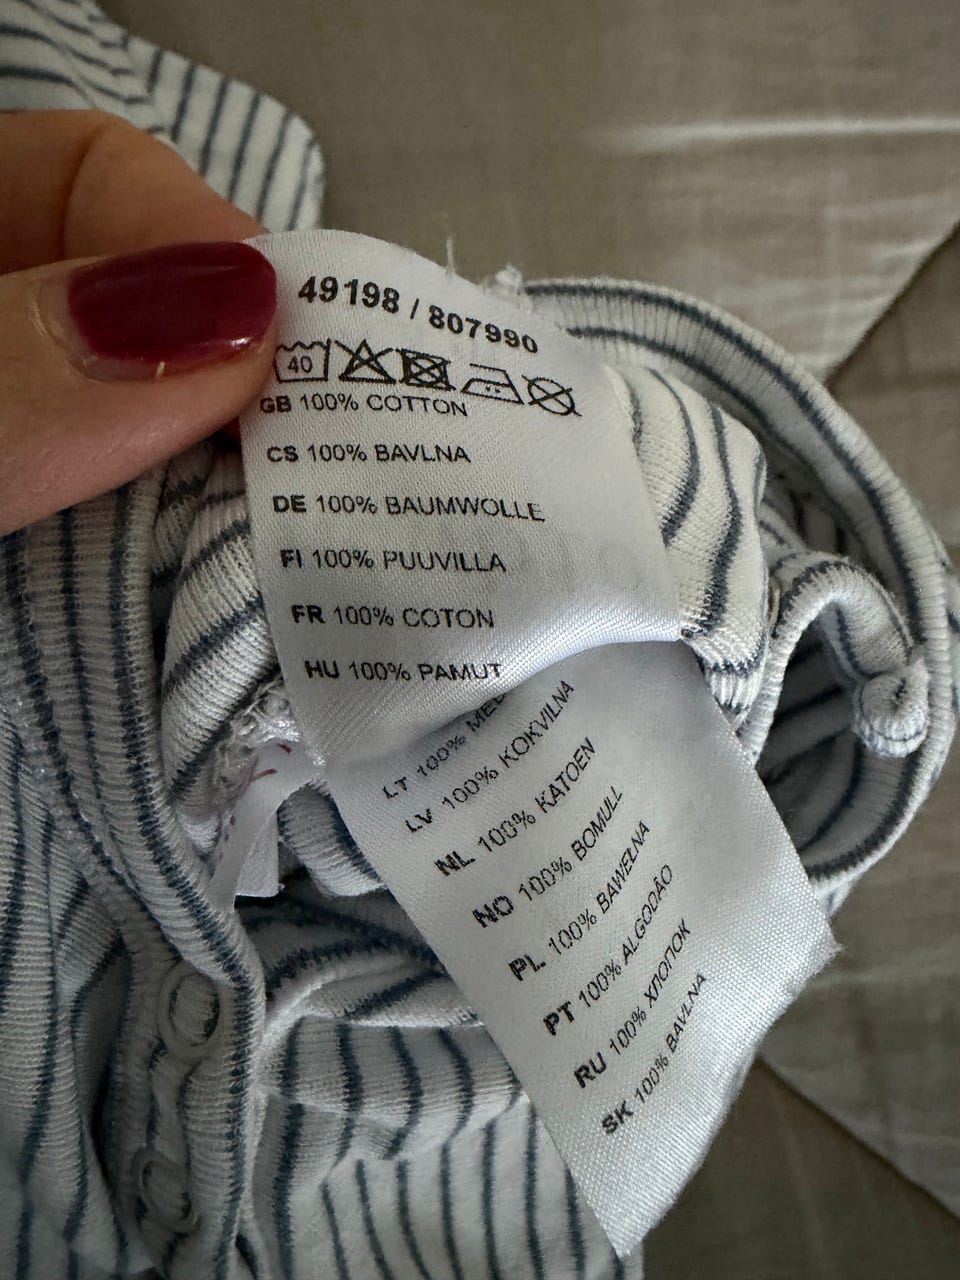 49198 / 807990
40
GB 100% COTTON
CS 100% BAVLNA
DE 100% BAUMWOLLE
FI 100% PUUVILLA
FR 100% COTON
HU 100% PAMUT
LT 100%
LV 100% KOKVILNA
NL 100% KATOEN
NO 100% BOMULL
PL 100% BAWEŁNA
PT 100% ALGODÃO
RU 100% ХЛОПОК
SK 100% BAVLNA